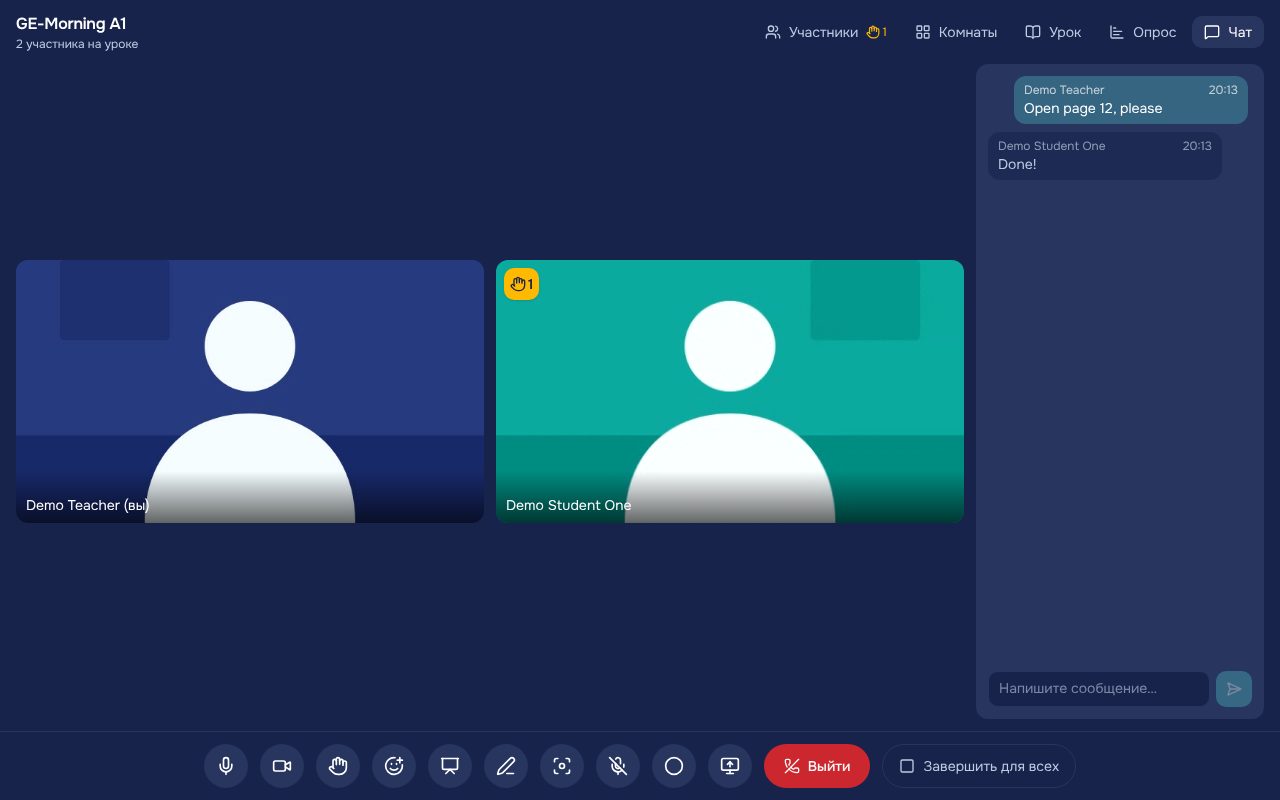 GE-Morning A1
2 участника на уроке
Участники 1
Комнаты
Урок
Опрос
Чат
Demo Teacher 20:13
Open page 12, please
Demo Student One 20:13
Done!
1
Demo Teacher (вы)
Demo Student One
Напишите сообщение...
Выйти
Завершить для всех